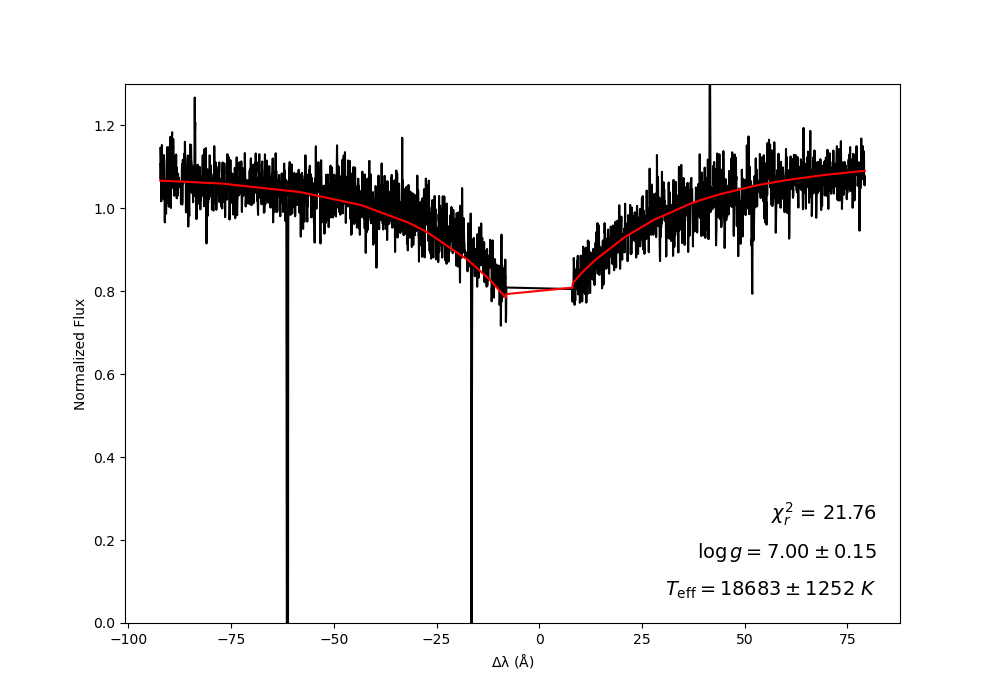 1.2
1.0
0.8
0.6
0.4
0.2
0.0
Normalized Flux
χ²ᵣ = 21.76
log g = 7.00 ± 0.15
T_eff = 18683 ± 1252 K
−100 −75 −50 −25 0 25 50 75
Δλ (Å)